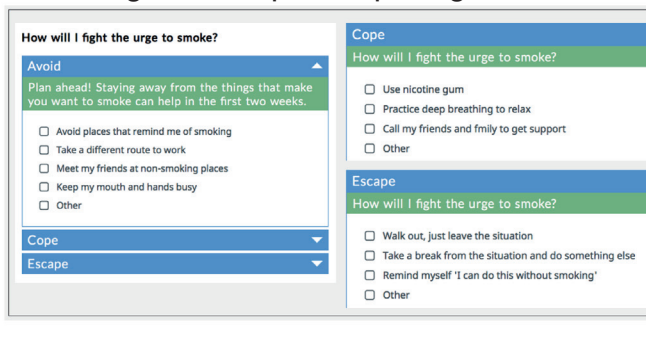 How will I fight the urge to smoke?
Avoid
Plan ahead! Staying away from the things that make
you want to smoke can help in the first two weeks.
Avoid places that remind me of smoking
Take a different route to work
Meet my friends at non-smoking places
Keep my mouth and hands busy
Other
Cope
Escape
Cope
How will I fight the urge to smoke?
Use nicotine gum
Practice deep breathing to relax
Call my friends and fmily to get support
Other
Escape
How will I fight the urge to smoke?
Walk out, just leave the situation
Take a break from the situation and do something else
Remind myself 'I can do this without smoking'
Other